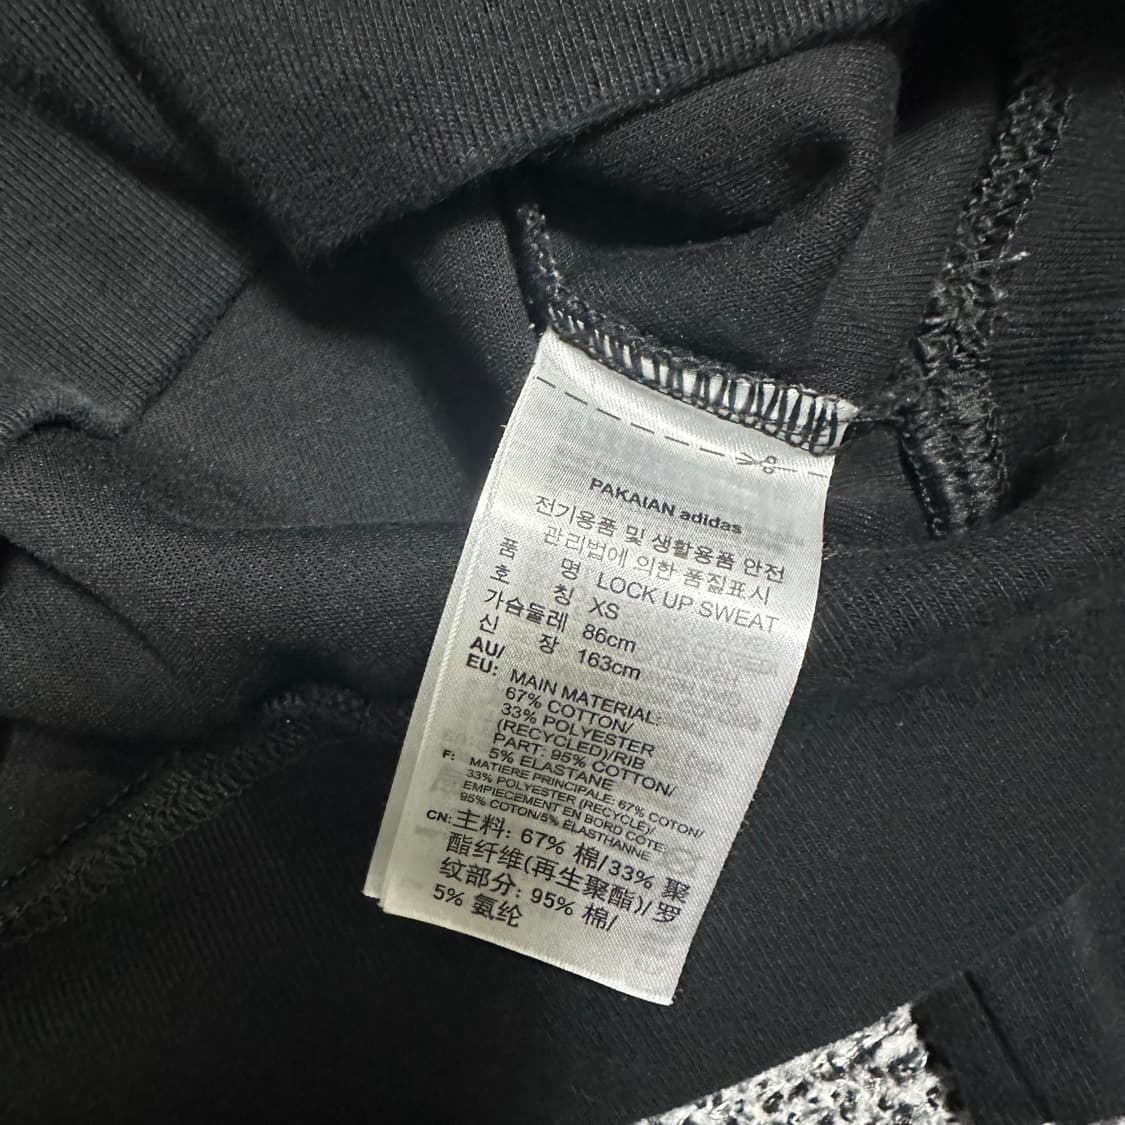 PAKAIAN adidas
전기용품 및 생활용품 안전
관리법에 의한 품질표시
품 명 LOCK UP SWEAT
호 칭 XS
가슴둘레 86cm
신 장 163cm
AU/
EU: MAIN MATERIAL:
67% COTTON/
33% POLYESTER
(RECYCLED)/RIB
PART: 95% COTTON/
5% ELASTANE
F: MATIERE PRINCIPALE: 67% COTON/
33% POLYESTER (RECYCLÉ)/
EMPIECEMENT EN BORD COTE:
95% COTON/5% ÉLASTHANNE
CN: 主料: 67% 棉/33% 聚
酯纤维(再生聚酯)/罗
纹部分: 95% 棉/
5% 氨纶